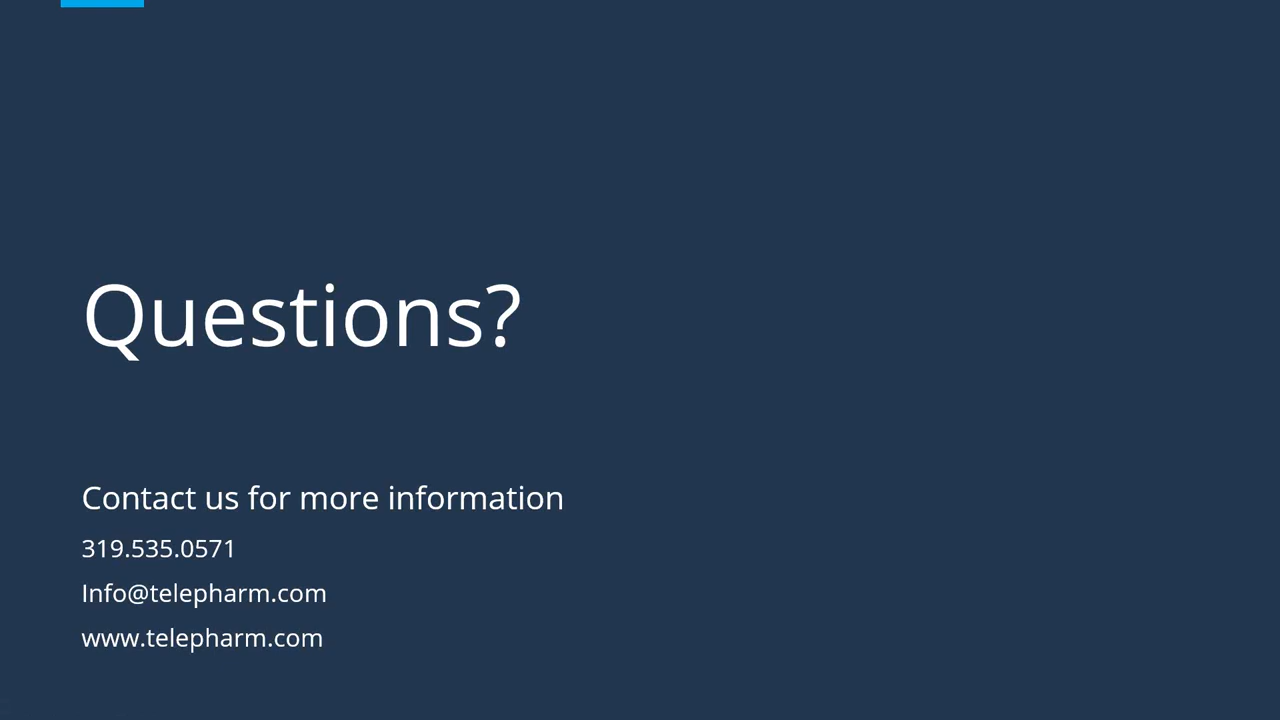 Questions?
Contact us for more information
319.535.0571
Info@telepharm.com
www.telepharm.com